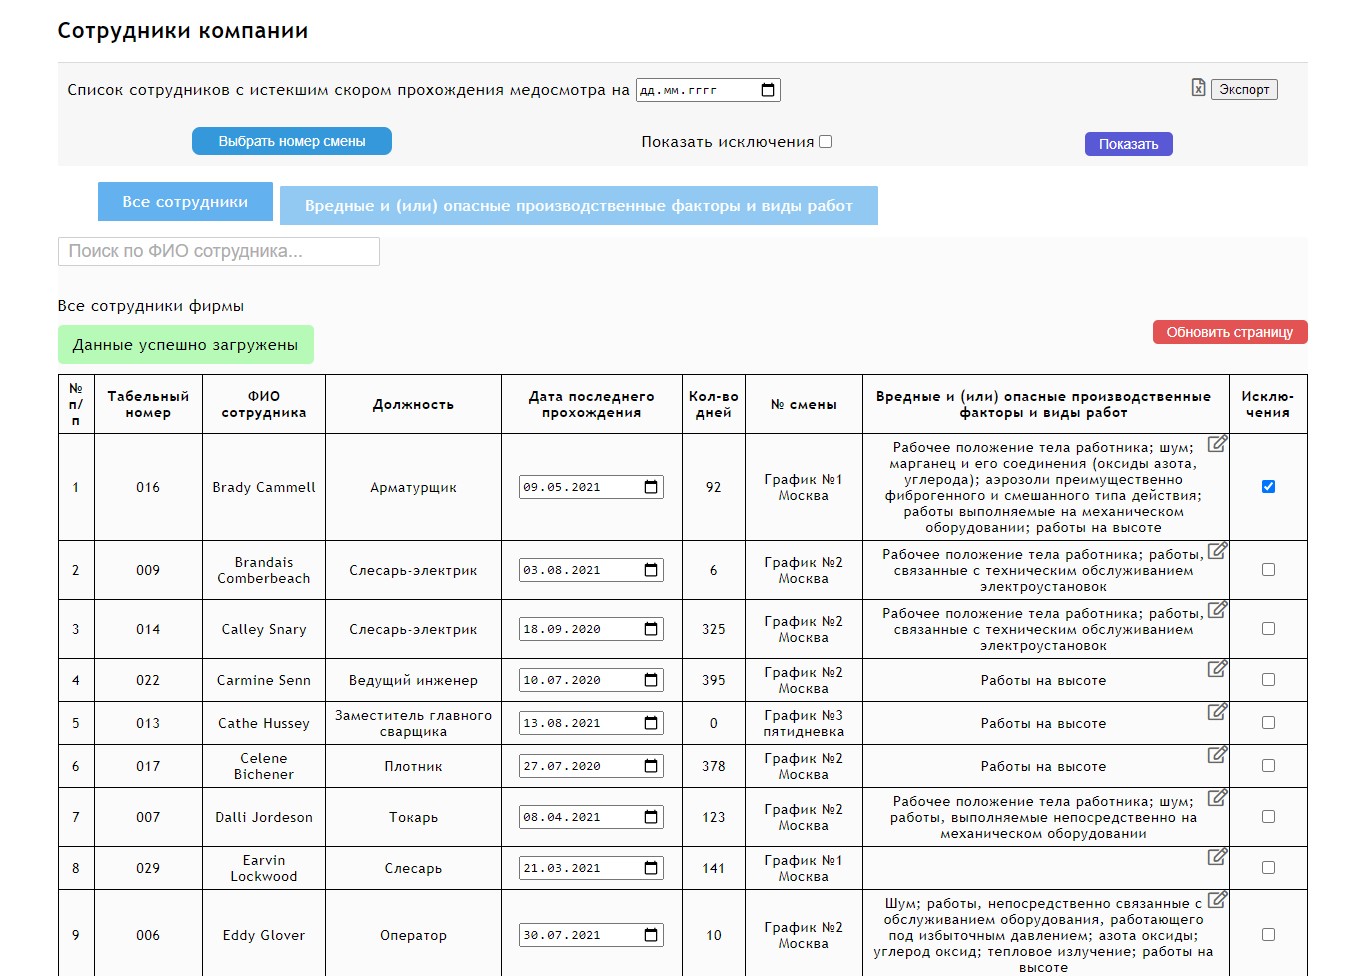 Сотрудники компании
Список сотрудников с истекшим скором прохождения медосмотра на дд.мм.гггг Экспорт
Выбрать номер смены Показать исключения Показать
Все сотрудники Вредные и (или) опасные производственные факторы и виды работ
Поиск по ФИО сотрудника...
Все сотрудники фирмы
Обновить страницу
Данные успешно загружены
№ п/п Табельный номер ФИО сотрудника Должность Дата последнего прохождения Кол-во дней № смены Вредные и (или) опасные производственные факторы и виды работ Исклю-чения
1 016 Brady Cammell Арматурщик 09.05.2021 92 График №1 Москва Рабочее положение тела работника; шум;
марганец и его соединения (оксиды азота,
углерода); аэрозоли преимущественно
фиброгенного и смешанного типа действия;
работы выполняемые на механическом
оборудовании; работы на высоте
2 009 Brandais Comberbeach Слесарь-электрик 03.08.2021 6 График №2 Москва Рабочее положение тела работника; работы,
связанные с техническим обслуживанием
электроустановок
3 014 Calley Snary Слесарь-электрик 18.09.2020 325 График №2 Москва Рабочее положение тела работника; работы,
связанные с техническим обслуживанием
электроустановок
4 022 Carmine Senn Ведущий инженер 10.07.2020 395 График №2 Москва Работы на высоте
5 013 Cathe Hussey Заместитель главного сварщика 13.08.2021 0 График №3 пятидневка Работы на высоте
6 017 Celene Bichener Плотник 27.07.2020 378 График №2 Москва Работы на высоте
7 007 Dalli Jordeson Токарь 08.04.2021 123 График №2 Москва Рабочее положение тела работника; шум;
работы, выполняемые непосредственно на
механическом оборудовании
8 029 Earvin Lockwood Слесарь 21.03.2021 141 График №1 Москва
9 006 Eddy Glover Оператор 30.07.2021 10 График №2 Москва Шум; работы, непосредственно связанные с
обслуживанием оборудования, работающего
под избыточным давлением; азота оксиды;
углерод оксид; тепловое излучение; работы на
высоте